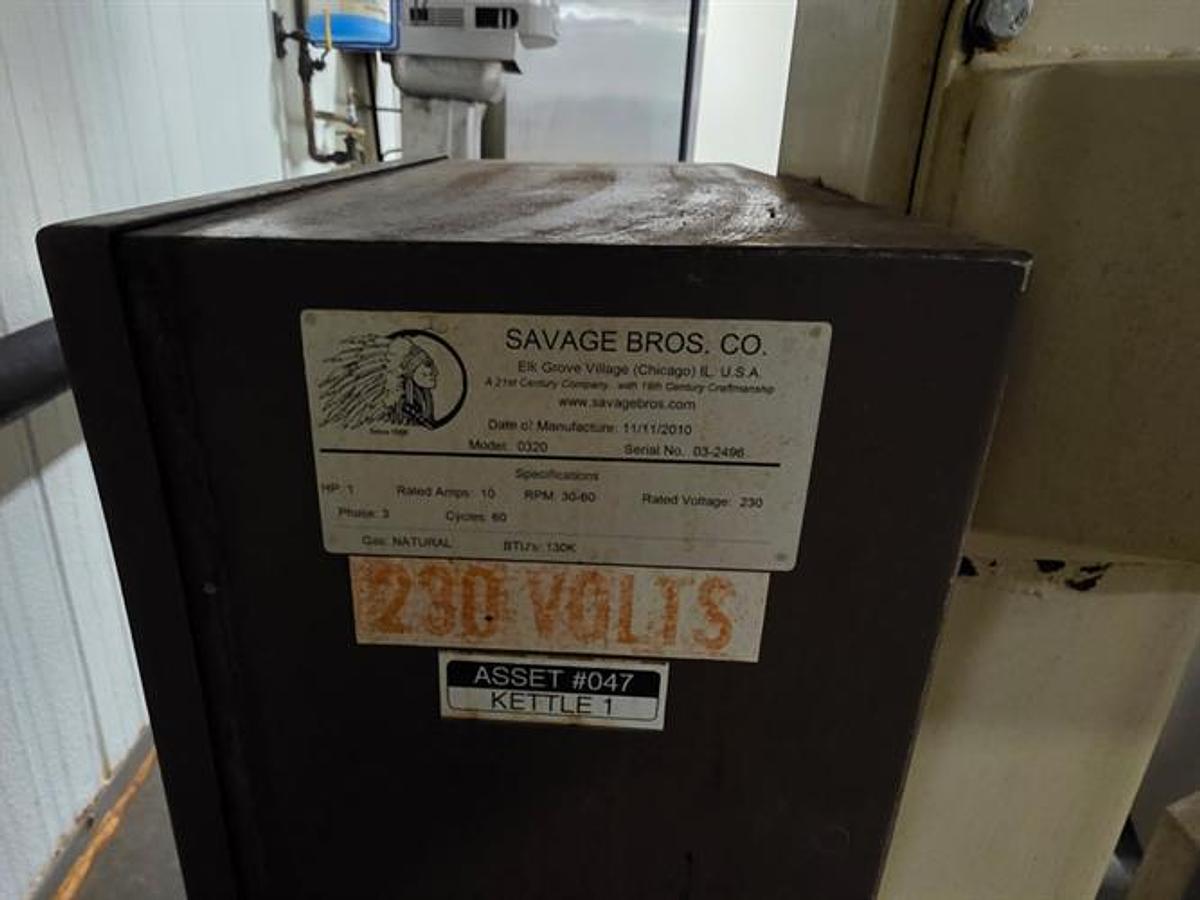 SAVAGE BROS. CO.
Elk Grove Village (Chicago) IL. U.S.A.
A 21st Century Company... with 19th Century Craftmanship
www.savagebros.com
Date of Manufacture: 11/11/2010
Model: 0320 Serial No. 03-2496
Specifications
HP: 1 Rated Amps: 10 RPM: 30-60 Rated Voltage: 230
Phase: 3 Cycles: 60
Gas: NATURAL BTU's: 130K
230 VOLTS
ASSET #047
KETTLE 1